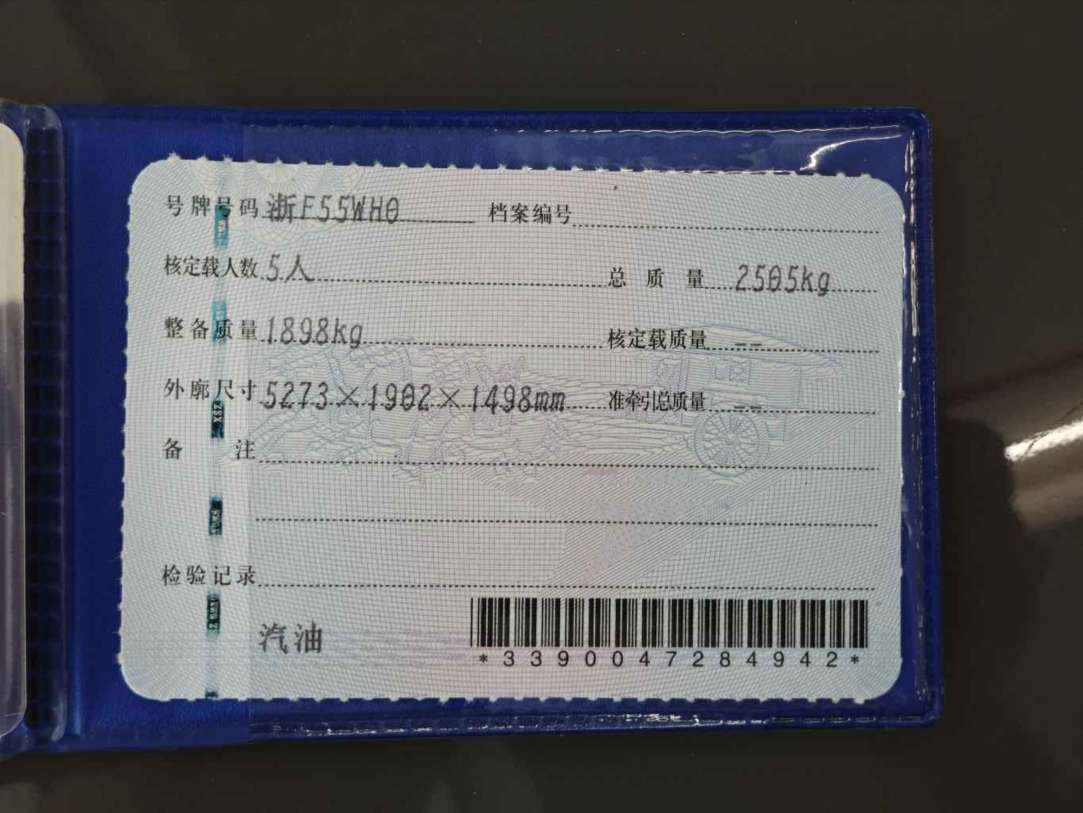 号牌号码 浙F55WH0 档案编号
核定载人数 5人 总质量 2505kg
整备质量 1898kg 核定载质量 --
外廓尺寸 5273×1902×1498mm 准牵引总质量 --
备注
检验记录
汽油
*3390047284942*